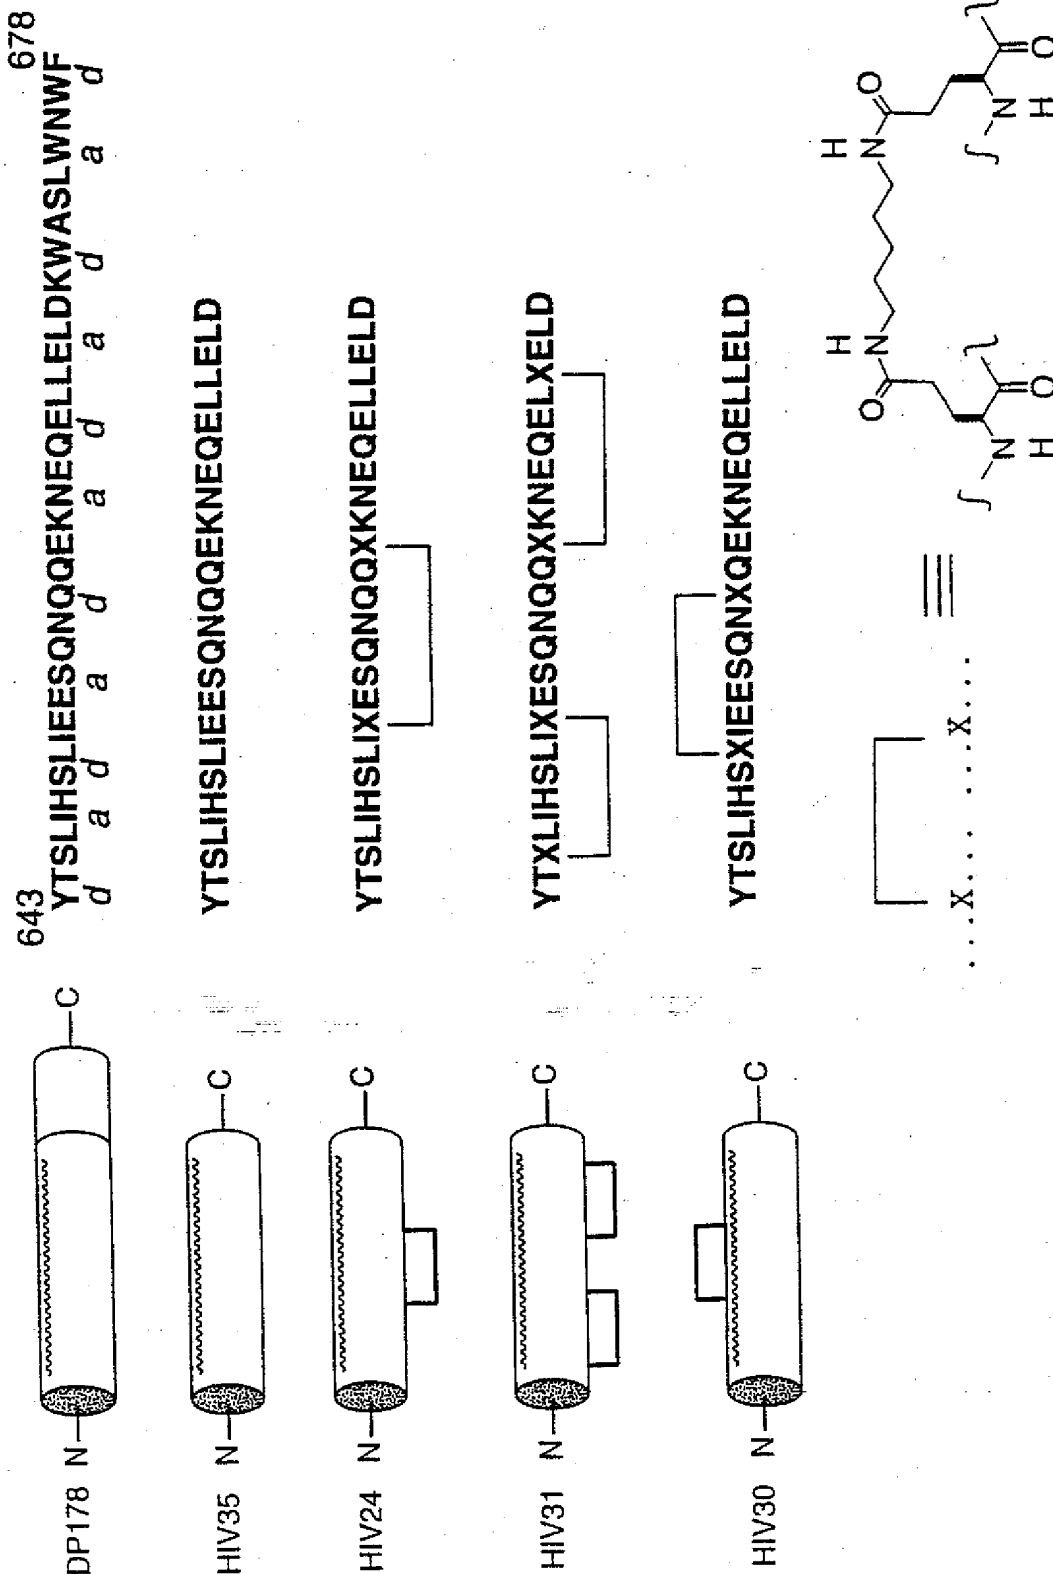 643 678
DP178 N C YTSLIHSLIEESQNQQEKNEQELLELDKWASLWNWF
d a d a d a d a d a d
HIV35 N C YTSLIHSLIEESQNQQEKNEQELLELD
HIV24 N C YTSLIHSLIXESQNQQXKNEQELLELD
HIV31 N C YTXLIHSLIXESQNQQXKNEQELXELD
HIV30 N C YTSLIHSXIEESQNXQEKNEQELLELD
H H
O N N O
...X... ...X....
N O N O
H H